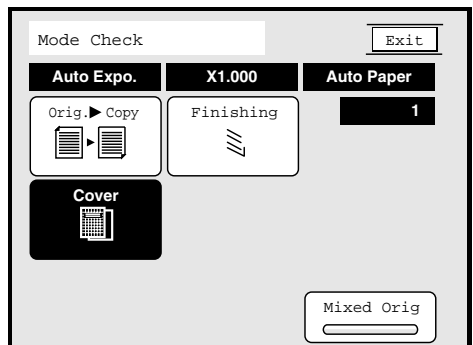 Mode Check
Exit
Auto Expo. X1.000 Auto Paper
Orig.▶Copy Finishing 1
Cover
Mixed Orig